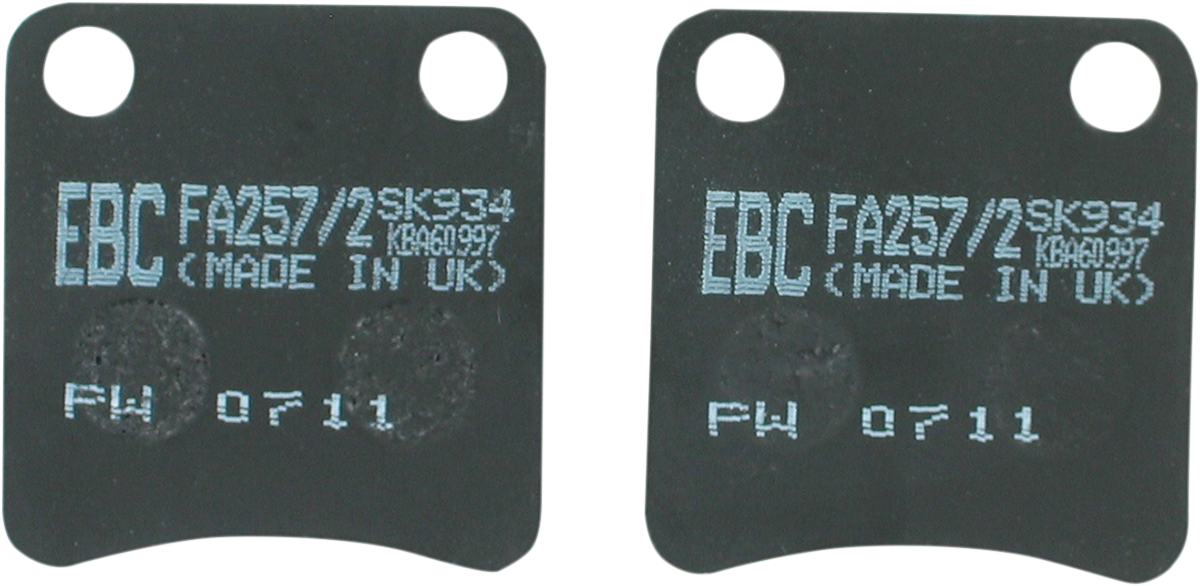 EBC FA257/2 SK934
KBA60997
(MADE IN UK)
PW 0711
EBC FA257/2 SK934
KBA60997
(MADE IN UK)
PW 0711